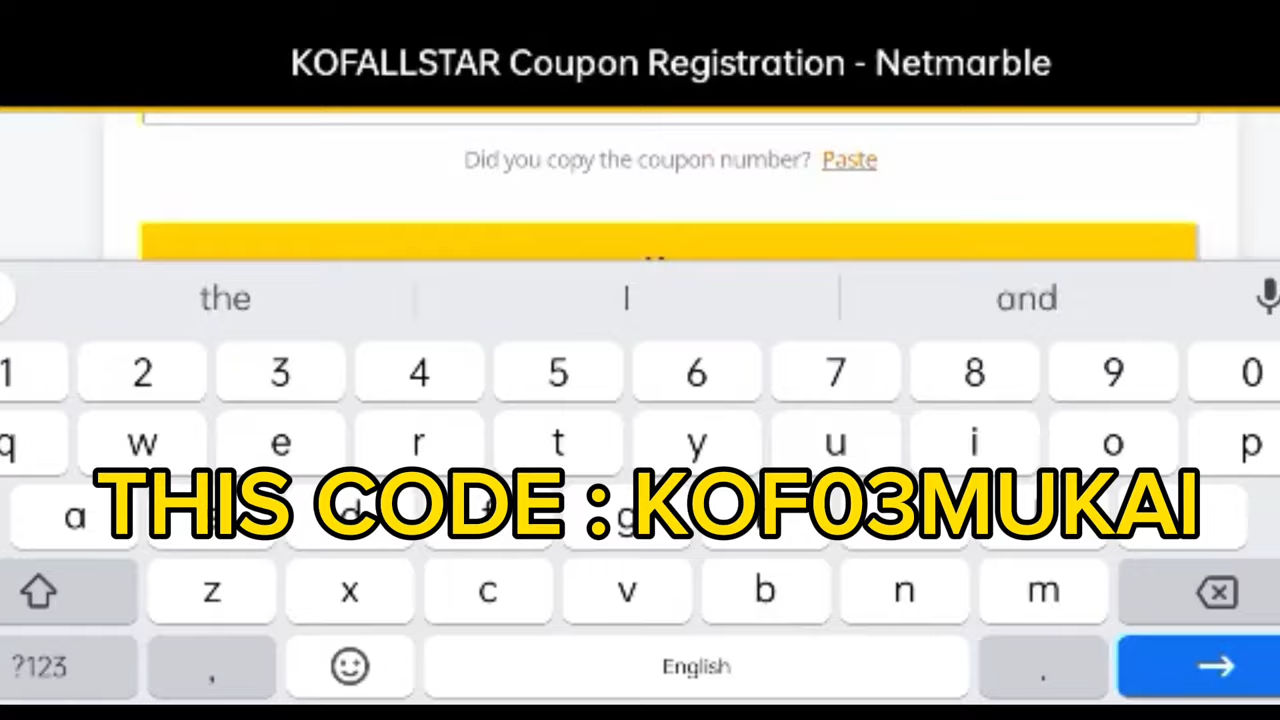 KOFALLSTAR Coupon Registration - Netmarble
Did you copy the coupon number? Paste
the I and
1 2 3 4 5 6 7 8 9 0
q w e r t y u i o p
THIS CODE : KOF03MUKAI
a d g
z x c v b n m
?123 , English .